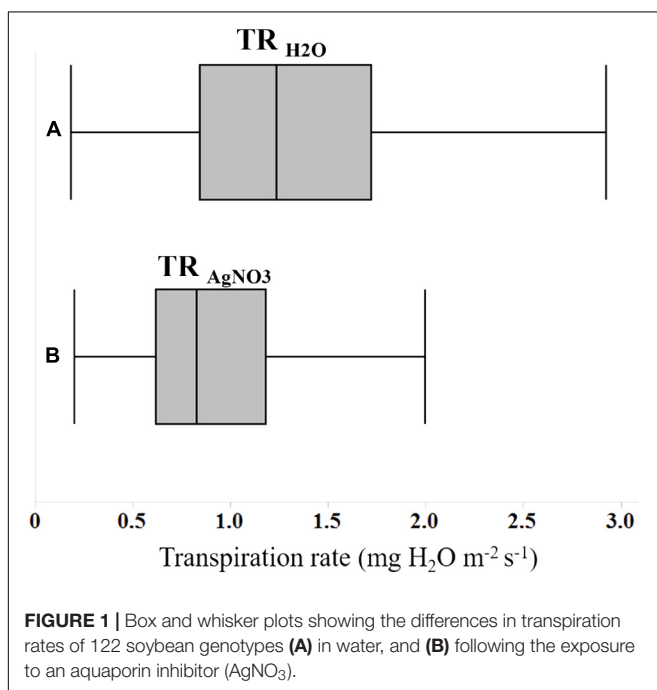 TR H2O
A
TR AgNO3
B
0 0.5 1.0 1.5 2.0 2.5 3.0
Transpiration rate (mg H2O m-2 s-1)
FIGURE 1 | Box and whisker plots showing the differences in transpiration
rates of 122 soybean genotypes (A) in water, and (B) following the exposure
to an aquaporin inhibitor (AgNO3).